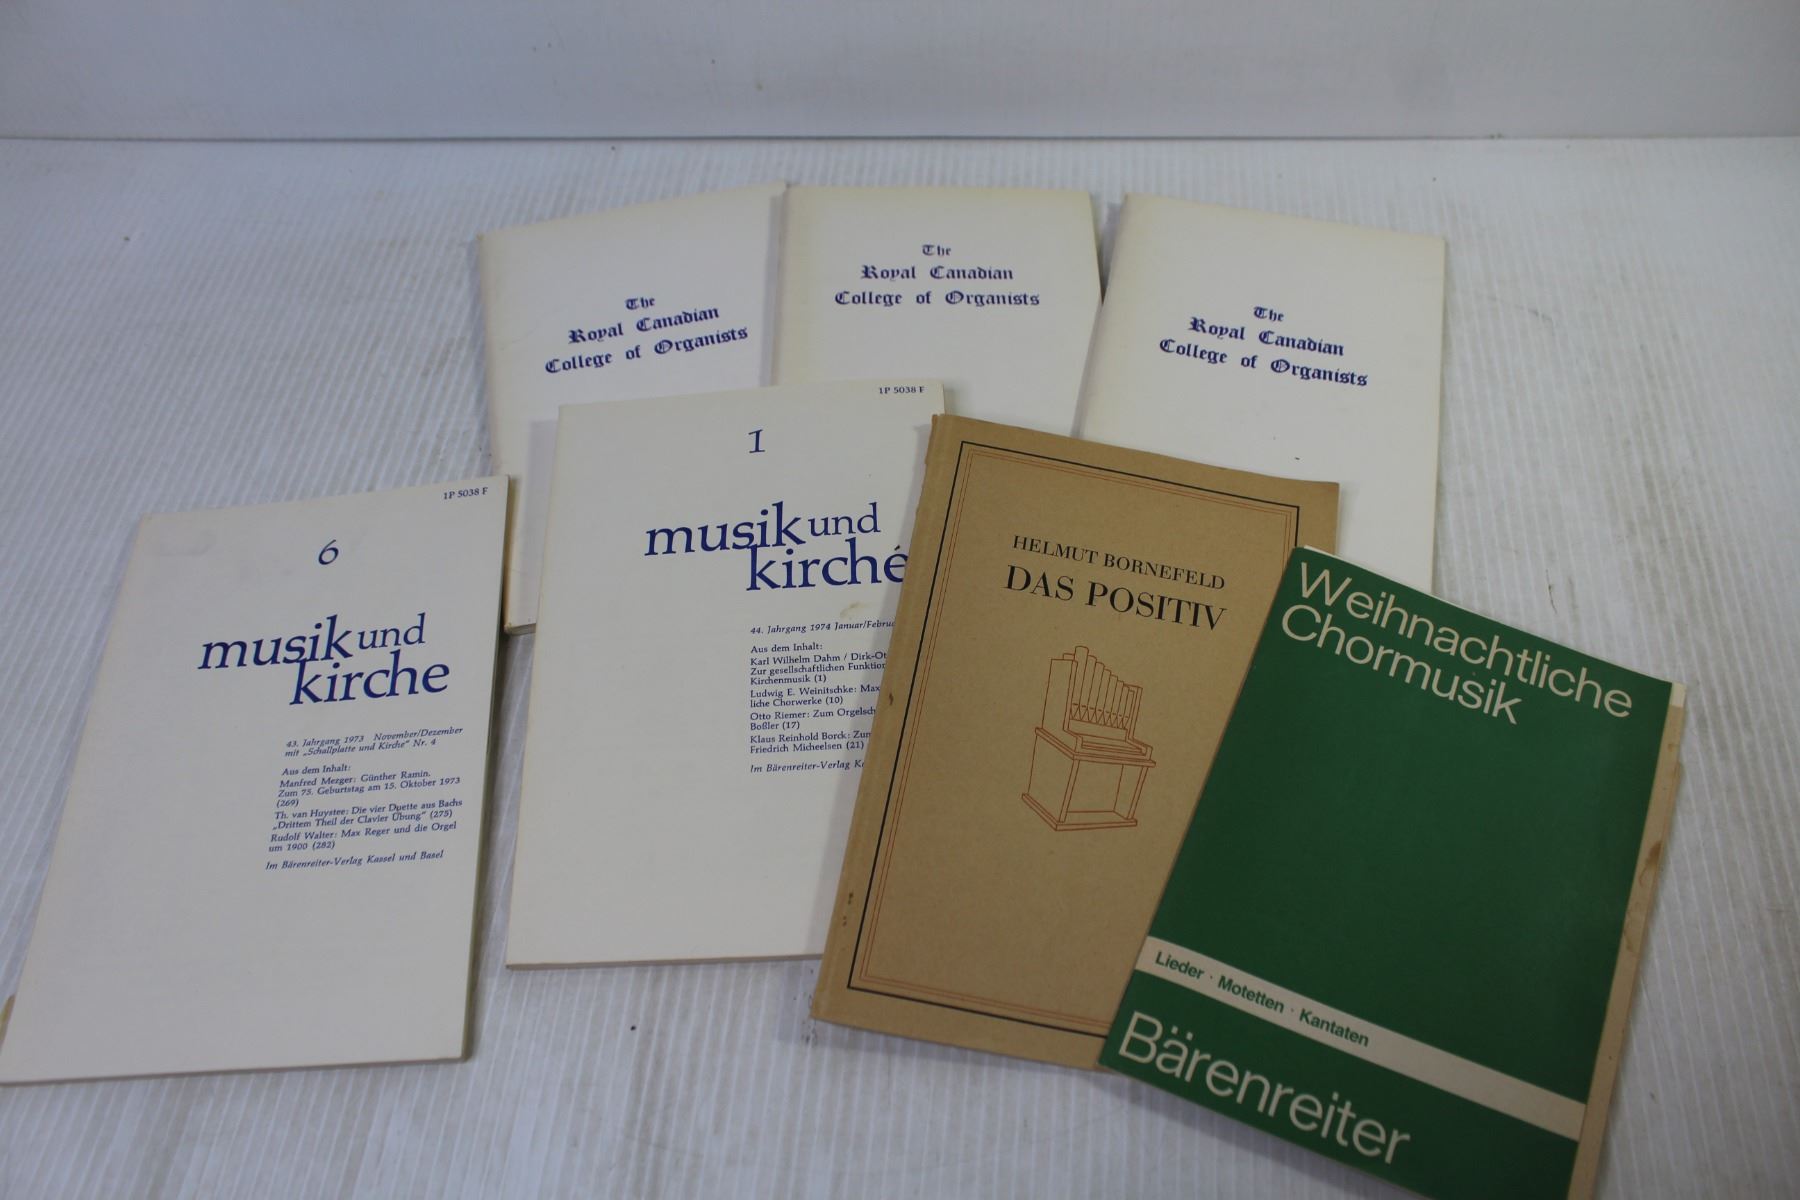 The
Royal Canadian
College of Organists
The
Royal Canadian
College of Organists
The
Royal Canadian
College of Organists
1P 5038 F
6
musik und
kirche
43. Jahrgang 1973 November/Dezember
mit „Schallplatte und Kirche" Nr. 4
Aus dem Inhalt:
Manfred Mezger: Günther Ramin.
Zum 75. Geburtstag am 15. Oktober 1973
(269)
Th. van Huystee: Die vier Duette aus Bachs
„Drittem Theil der Clavier Übung" (275)
Rudolf Walter: Max Reger und die Orgel
um 1900 (282)
Im Bärenreiter-Verlag Kassel und Basel
1P 5038 F
1
musik und
kirche
44. Jahrgang 1974 Januar/Februa
Aus dem Inhalt:
Karl Wilhelm Dahm / Dirk-Ot
Zur gesellschaftlichen Funktion
Kirchenmusik (1)
Ludwig E. Weinitschke: Max
liche Chorwerke (10)
Otto Riemer: Zum Orgelsch
Boßler (17)
Klaus Reinhold Borck: Zum
Friedrich Micheelsen (21)
Im Bärenreiter-Verlag Ka
HELMUT BORNEFELD
DAS POSITIV
Weihnachtliche
Chormusik
Lieder · Motetten · Kantaten
Bärenreiter